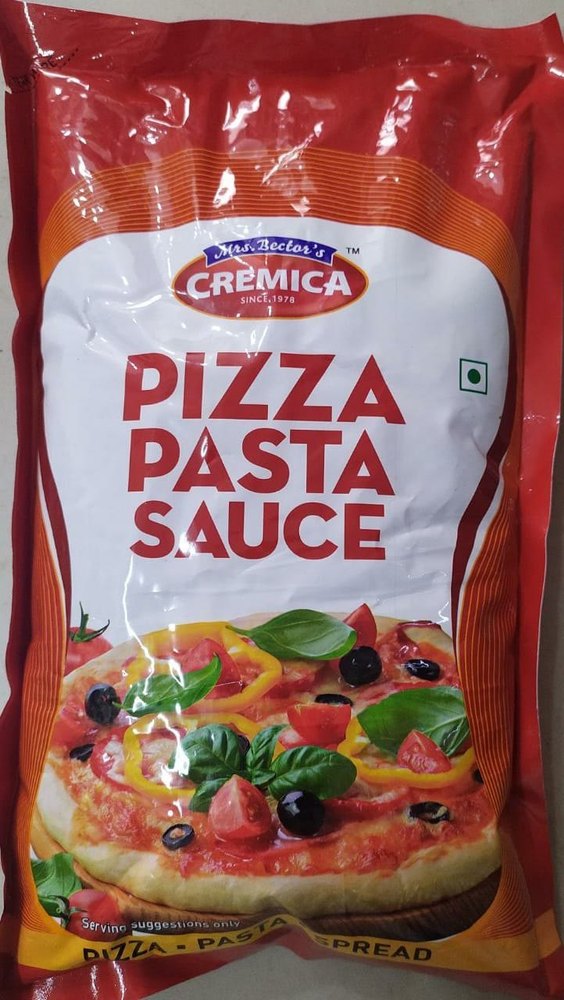 Mrs. Bector's
TM
CREMICA
SINCE, 1978
PIZZA
PASTA
SAUCE
Serving suggestions only
PIZZA • PASTA SPREAD